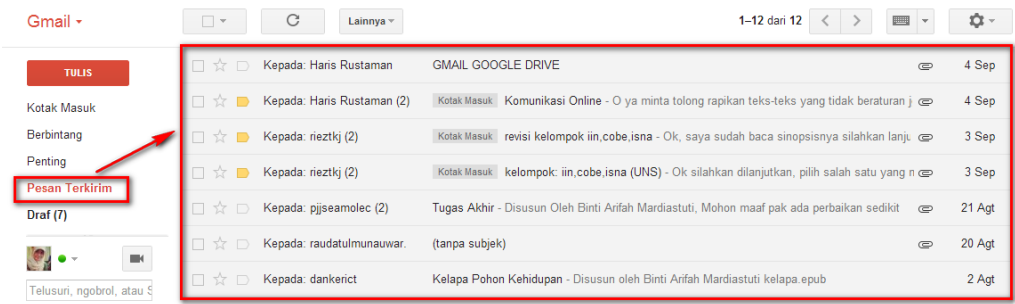 Gmail
Lainnya
1–12 dari 12
TULIS
Kotak Masuk
Berbintang
Penting
Pesan Terkirim
Draf (7)
Telusuri, ngobrol, atau S
Kepada: Haris Rustaman GMAIL GOOGLE DRIVE 4 Sep
Kepada: Haris Rustaman (2) Kotak Masuk Komunikasi Online - O ya minta tolong rapikan teks-teks yang tidak beraturan j 4 Sep
Kepada: rieztkj (2) Kotak Masuk revisi kelompok iin,cobe,isna - Ok, saya sudah baca sinopsisnya silahkan lanju 3 Sep
Kepada: rieztkj (2) Kotak Masuk kelompok: iin,cobe,isna (UNS) - Ok silahkan dilanjutkan, pilih salah satu yang n 3 Sep
Kepada: pjjseamolec (2) Tugas Akhir - Disusun Oleh Binti Arifah Mardiastuti, Mohon maaf pak ada perbaikan sedikit 21 Agt
Kepada: raudatulmunauwar. (tanpa subjek) 20 Agt
Kepada: dankerict Kelapa Pohon Kehidupan - Disusun oleh Binti Arifah Mardiastuti kelapa.epub 2 Agt